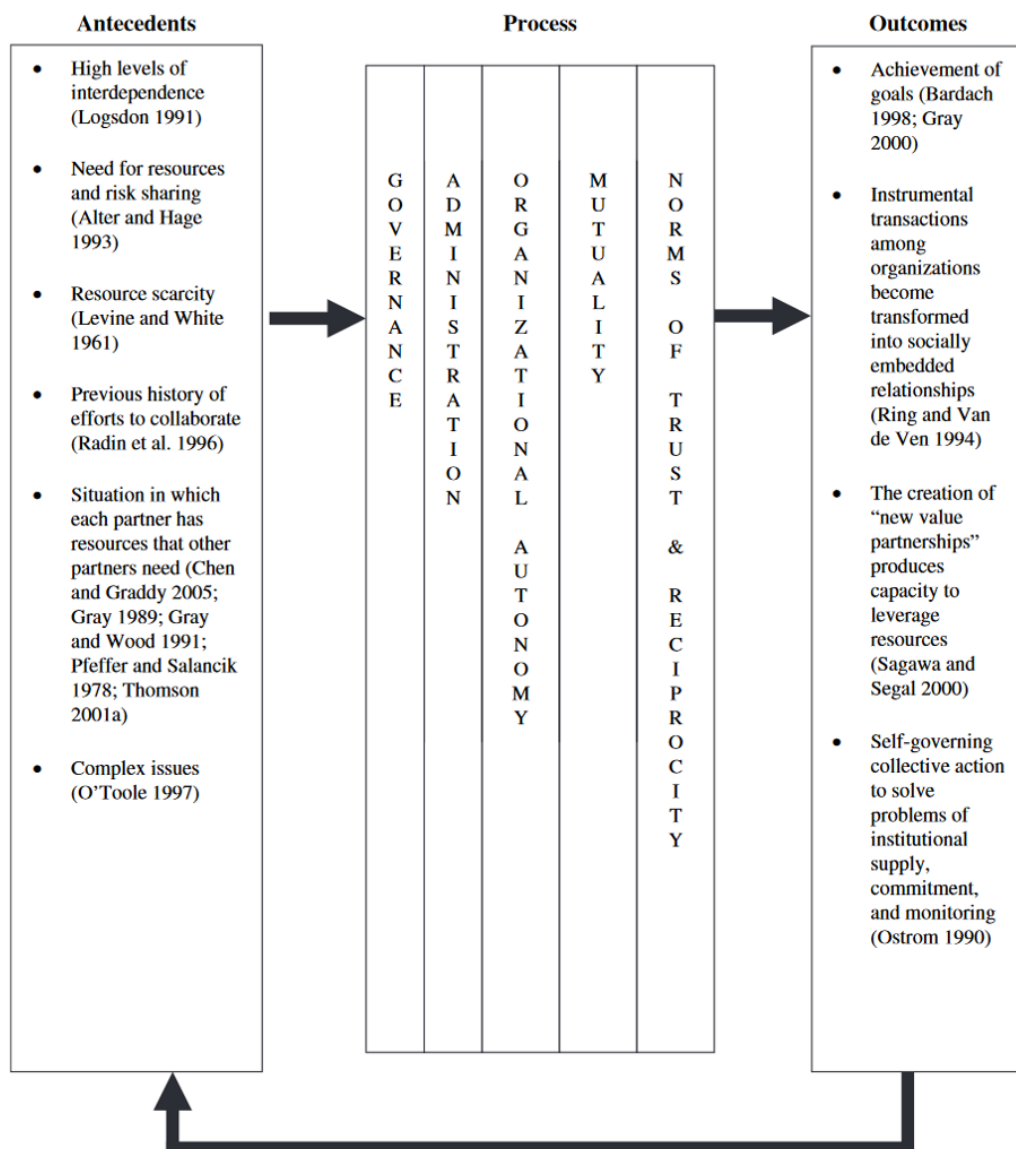 Antecedents
• High levels of
interdependence
(Logsdon 1991)
• Need for resources
and risk sharing
(Alter and Hage
1993)
• Resource scarcity
(Levine and White
1961)
• Previous history of
efforts to collaborate
(Radin et al. 1996)
• Situation in which
each partner has
resources that other
partners need (Chen
and Graddy 2005;
Gray 1989; Gray
and Wood 1991;
Pfeffer and Salancik
1978; Thomson
2001a)
• Complex issues
(O'Toole 1997)
Process
GOVERNANCE
ADMINISTRATION
ORGANIZATIONAL AUTONOMY
MUTUALITY
NORMS OF TRUST & RECIPROCITY
Outcomes
• Achievement of
goals (Bardach
1998; Gray
2000)
• Instrumental
transactions
among
organizations
become
transformed
into socially
embedded
relationships
(Ring and Van
de Ven 1994)
• The creation of
“new value
partnerships”
produces
capacity to
leverage
resources
(Sagawa and
Segal 2000)
• Self-governing
collective action
to solve
problems of
institutional
supply,
commitment,
and monitoring
(Ostrom 1990)